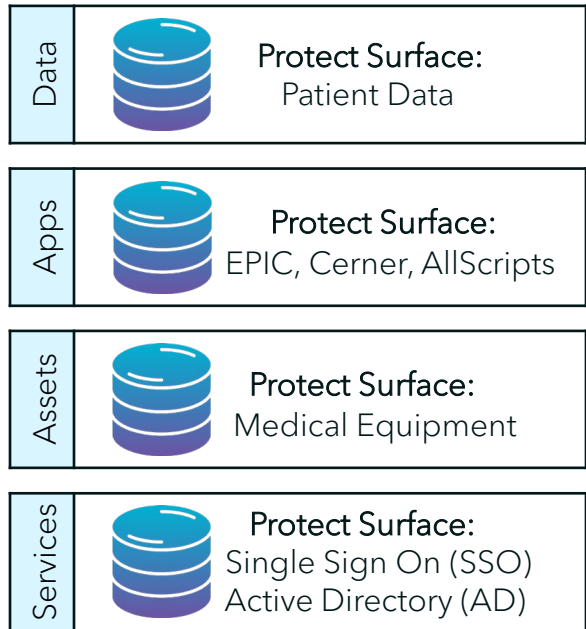 Data
Protect Surface:
Patient Data
Apps
Protect Surface:
EPIC, Cerner, AllScripts
Assets
Protect Surface:
Medical Equipment
Services
Protect Surface:
Single Sign On (SSO)
Active Directory (AD)